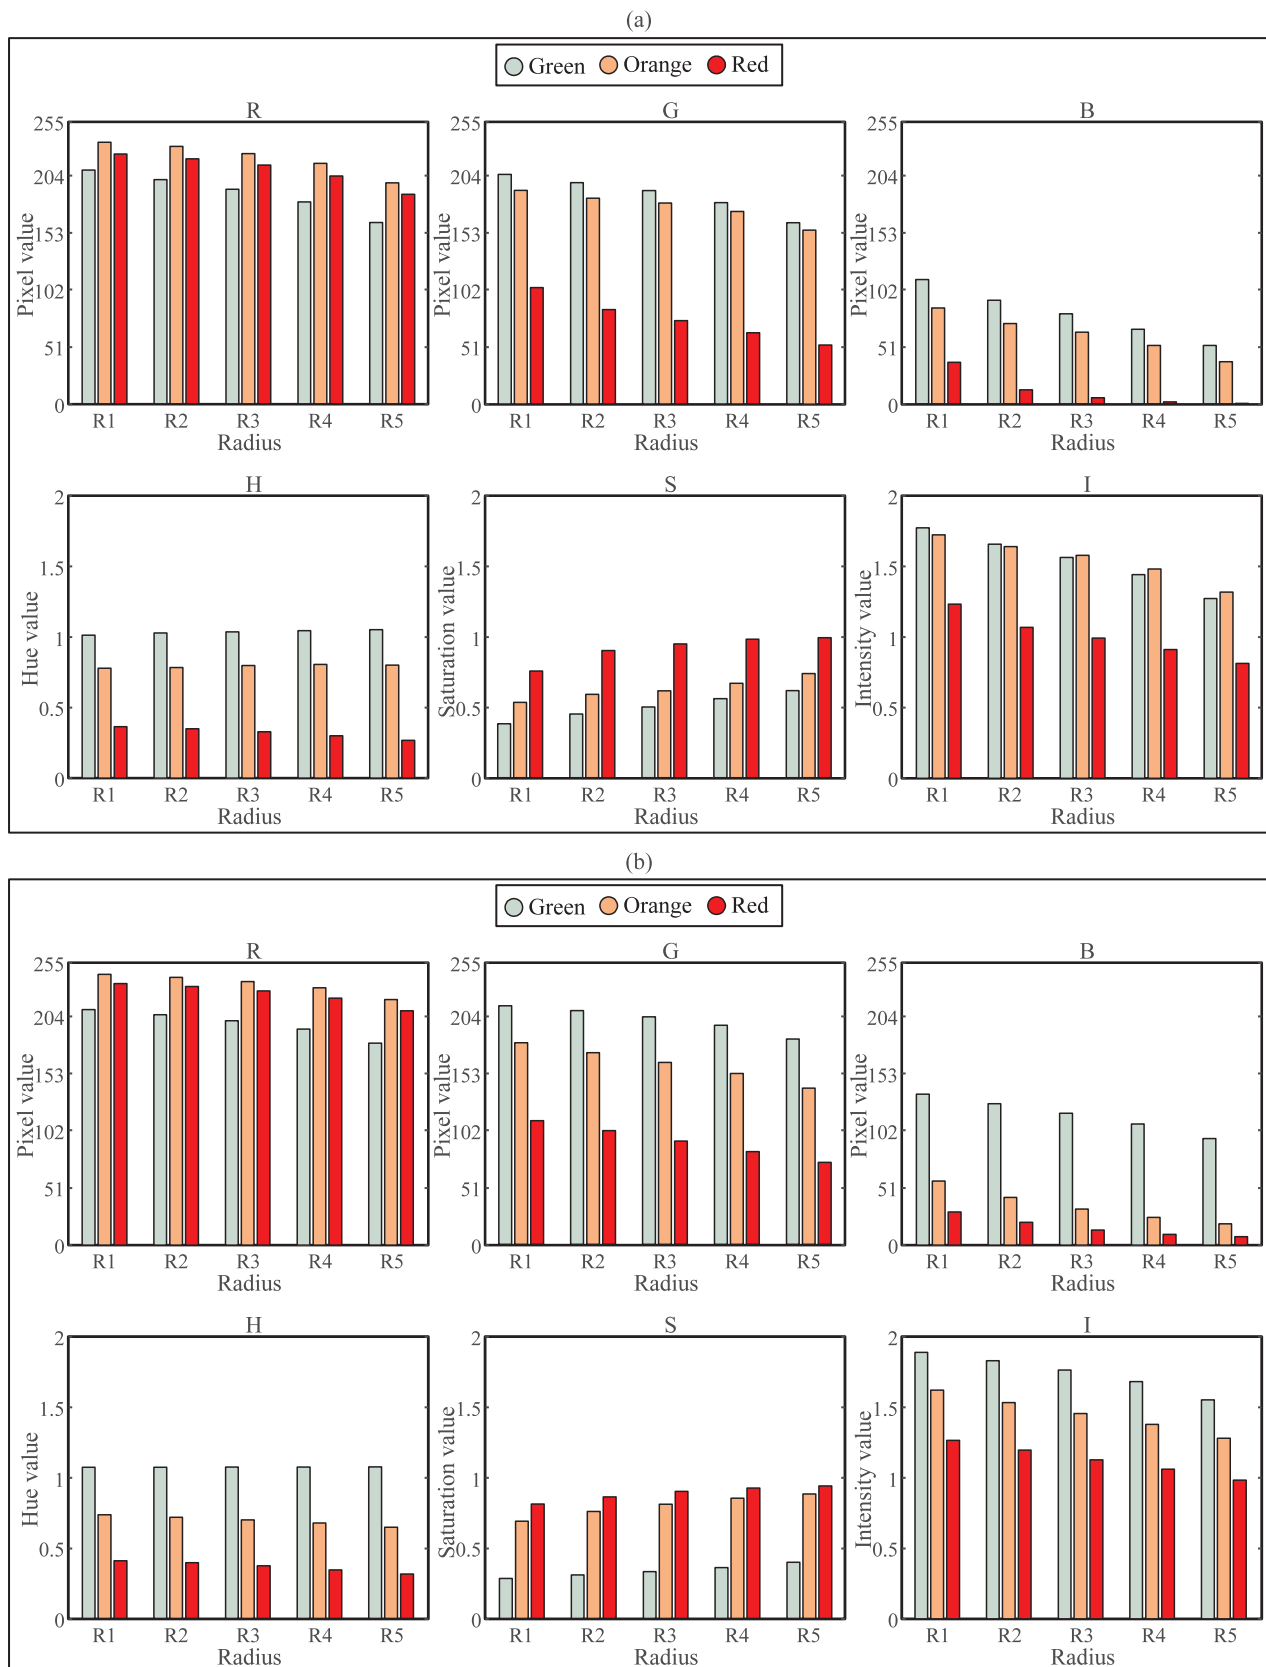 (a)
Green Orange Red
R G B
255 255 255
204 204 204
153 153 153
102 102 102
51 51 51
0 0 0
Pixel value Pixel value Pixel value
R1 R2 R3 R4 R5 R1 R2 R3 R4 R5 R1 R2 R3 R4 R5
Radius Radius Radius
H S I
2 2 2
1.5 1.5 1.5
1 1 1
0.5 0.5 0.5
0 0 0
Hue value Saturation value Intensity value
R1 R2 R3 R4 R5 R1 R2 R3 R4 R5 R1 R2 R3 R4 R5
Radius Radius Radius
(b)
Green Orange Red
R G B
255 255 255
204 204 204
153 153 153
102 102 102
51 51 51
0 0 0
Pixel value Pixel value Pixel value
R1 R2 R3 R4 R5 R1 R2 R3 R4 R5 R1 R2 R3 R4 R5
Radius Radius Radius
H S I
2 2 2
1.5 1.5 1.5
1 1 1
0.5 0.5 0.5
0 0 0
Hue value Saturation value Intensity value
R1 R2 R3 R4 R5 R1 R2 R3 R4 R5 R1 R2 R3 R4 R5
Radius Radius Radius